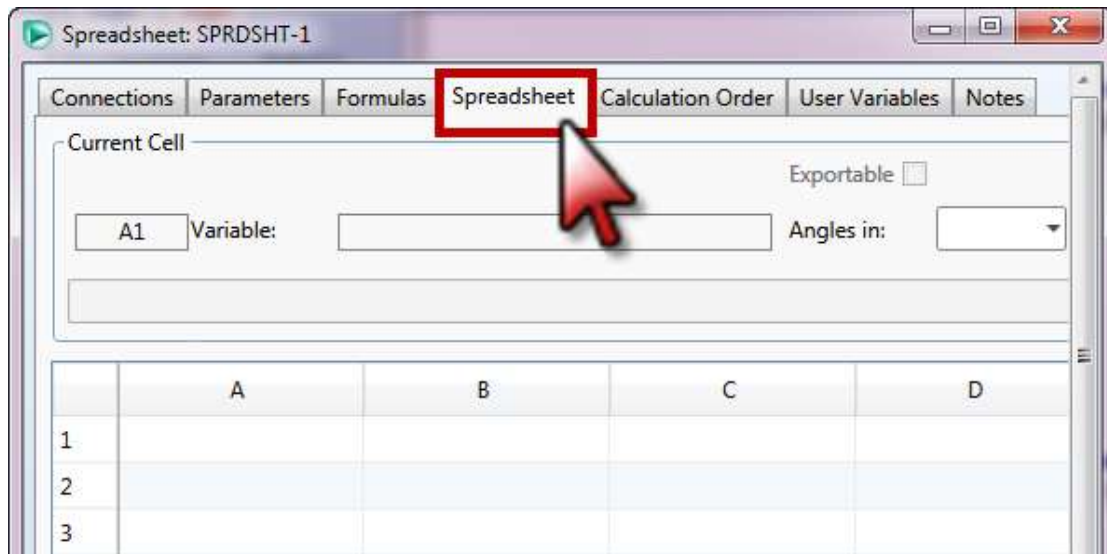 Spreadsheet: SPRDSHT-1
Connections Parameters Formulas Spreadsheet Calculation Order User Variables Notes
Current Cell
Exportable
A1 Variable: Angles in:
A B C D
1
2
3